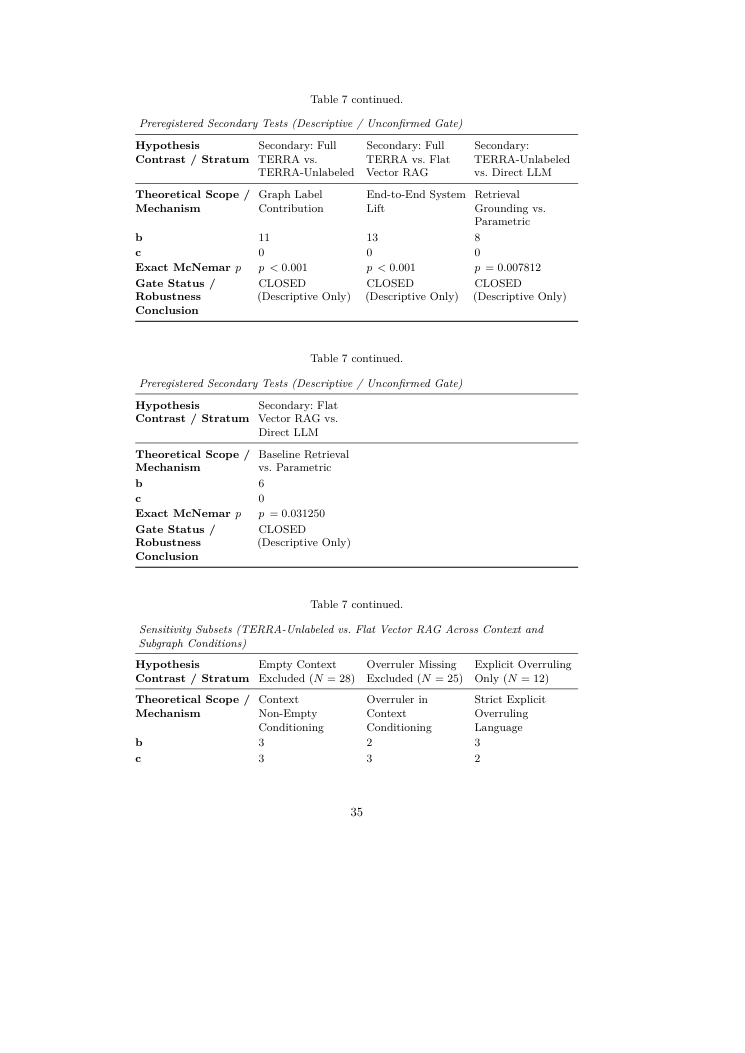 Table 7 continued.
Preregistered Secondary Tests (Descriptive / Unconfirmed Gate)
Hypothesis Secondary: Full Secondary: Full Secondary:
Contrast / Stratum TERRA vs. TERRA vs. Flat TERRA-Unlabeled
TERRA-Unlabeled Vector RAG vs. Direct LLM
Theoretical Scope / Graph Label End-to-End System Retrieval
Mechanism Contribution Lift Grounding vs.
Parametric
b 11 13 8
c 0 0 0
Exact McNemar p p < 0.001 p < 0.001 p = 0.007812
Gate Status / CLOSED CLOSED CLOSED
Robustness (Descriptive Only) (Descriptive Only) (Descriptive Only)
Conclusion
Table 7 continued.
Preregistered Secondary Tests (Descriptive / Unconfirmed Gate)
Hypothesis Secondary: Flat
Contrast / Stratum Vector RAG vs.
Direct LLM
Theoretical Scope / Baseline Retrieval
Mechanism vs. Parametric
b 6
c 0
Exact McNemar p p = 0.031250
Gate Status / CLOSED
Robustness (Descriptive Only)
Conclusion
Table 7 continued.
Sensitivity Subsets (TERRA-Unlabeled vs. Flat Vector RAG Across Context and
Subgraph Conditions)
Hypothesis Empty Context Overruler Missing Explicit Overruling
Contrast / Stratum Excluded (N = 28) Excluded (N = 25) Only (N = 12)
Theoretical Scope / Context Overruler in Strict Explicit
Mechanism Non-Empty Context Overruling
Conditioning Conditioning Language
b 3 2 3
c 3 3 2
35